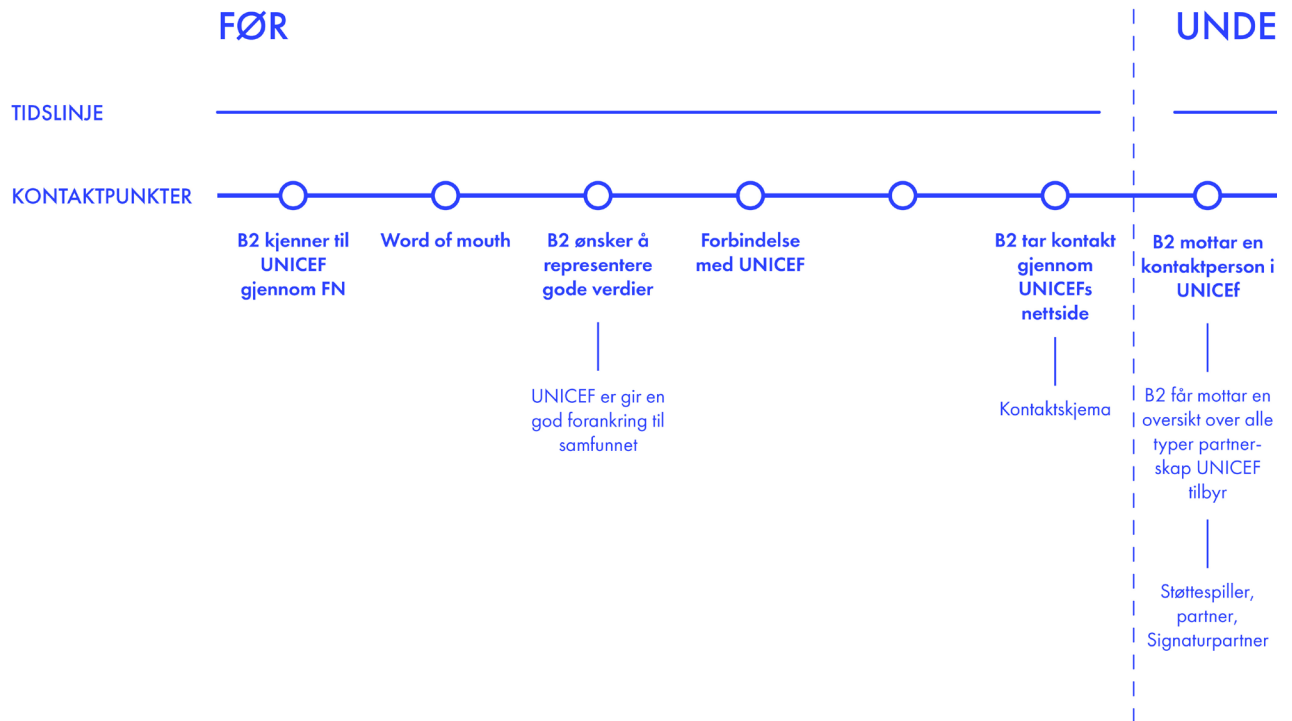 FØR
UNDE
TIDSLINJE
KONTAKTPUNKTER
B2 kjenner til
UNICEF
gjennom FN
Word of mouth
B2 ønsker å
representere
gode verdier
UNICEF er gir en
god forankring til
samfunnet
Forbindelse
med UNICEF
B2 tar kontakt
gjennom
UNICEFs
nettside
Kontaktskjema
B2 mottar en
kontaktperson i
UNICEf
B2 får mottar en
oversikt over alle
typer partner-
skap UNICEF
tilbyr
Støttespiller,
partner,
Signaturpartner